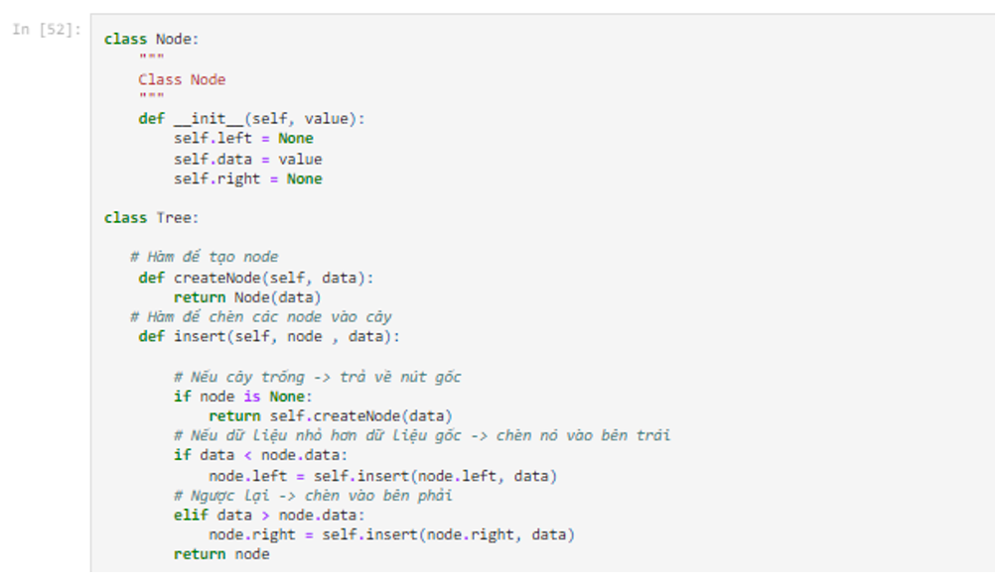 In [52]:
class Node:
    """
    Class Node
    """
    def __init__(self, value):
        self.left = None
        self.data = value
        self.right = None
class Tree:
   # Hàm để tạo node
    def createNode(self, data):
        return Node(data)
   # Hàm để chèn các node vào cây
    def insert(self, node , data):
        # Nếu cây trống -> trả về nút gốc
        if node is None:
            return self.createNode(data)
        # Nếu dữ liệu nhỏ hơn dữ liệu gốc -> chèn nó vào bên trái
        if data < node.data:
            node.left = self.insert(node.left, data)
        # Ngược lại -> chèn vào bên phải
        elif data > node.data:
            node.right = self.insert(node.right, data)
        return node